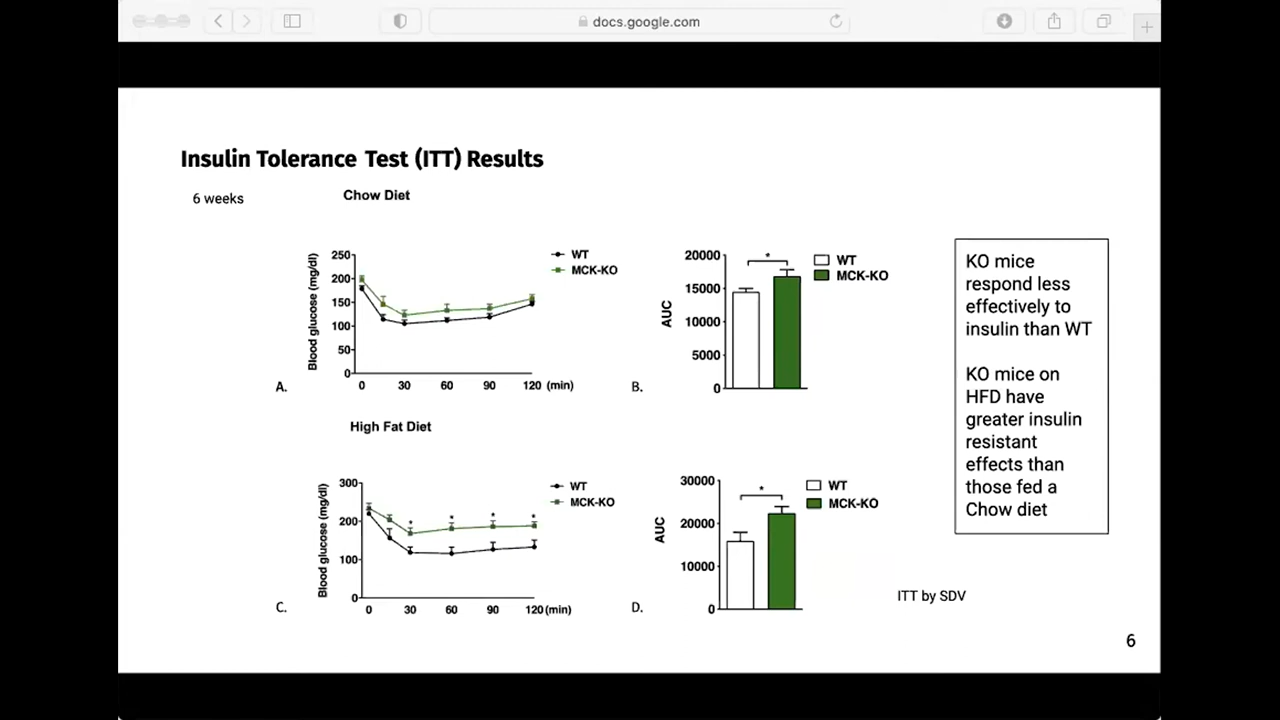 docs.google.com
Insulin Tolerance Test (ITT) Results
6 weeks
Chow Diet
Blood glucose (mg/dl)
250
200
150
100
50
0
0 30 60 90 120 (min)
WT
MCK-KO
A.
AUC
20000
15000
10000
5000
0
*
WT
MCK-KO
B.
KO mice
respond less
effectively to
insulin than WT
KO mice on
HFD have
greater insulin
resistant
effects than
those fed a
Chow diet
High Fat Diet
Blood glucose (mg/dl)
300
200
100
0
* * * *
0 30 60 90 120 (min)
WT
MCK-KO
C.
AUC
30000
20000
10000
0
*
WT
MCK-KO
D.
ITT by SDV
6